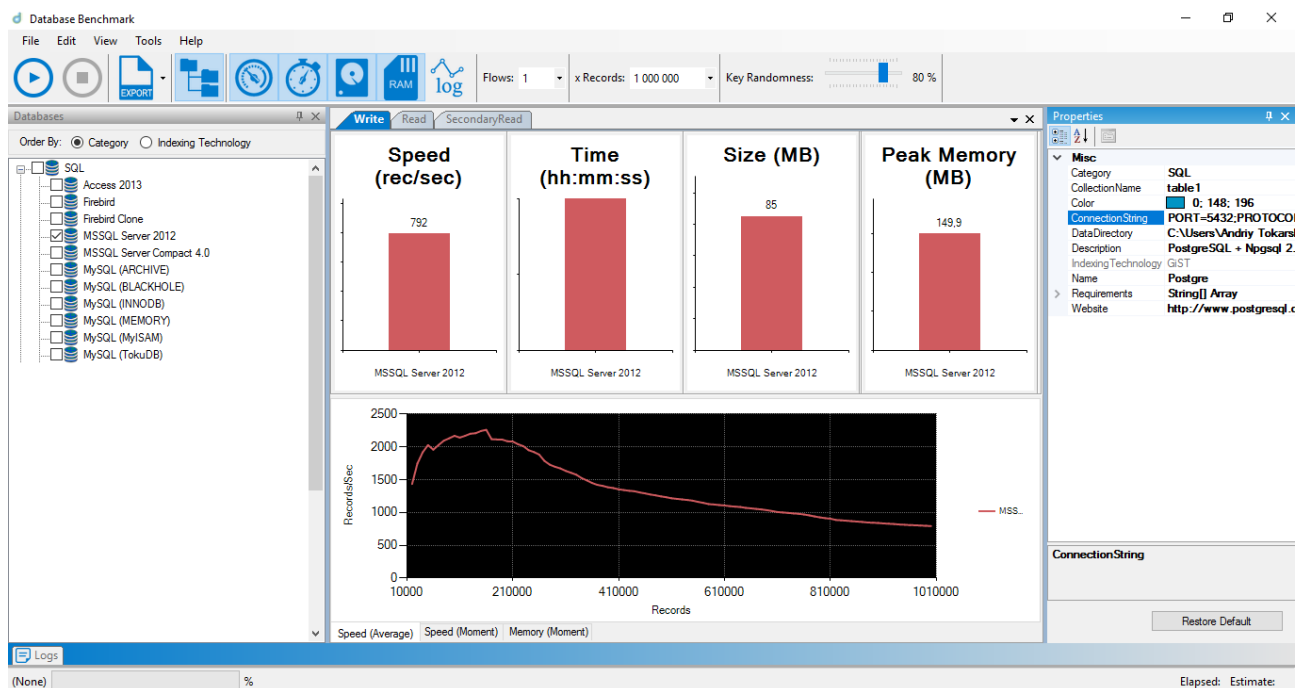 Database Benchmark
File Edit View Tools Help
EXPORT RAM log Flows: 1 x Records: 1 000 000 Key Randomness: 80 %
Databases
Order By: Category Indexing Technology
SQL
Access 2013
Firebird
Firebird Clone
MSSQL Server 2012
MSSQL Server Compact 4.0
MySQL (ARCHIVE)
MySQL (BLACKHOLE)
MySQL (INNODB)
MySQL (MEMORY)
MySQL (MyISAM)
MySQL (TokuDB)
Write Read SecondaryRead
Speed
(rec/sec)
792
MSSQL Server 2012
Time
(hh:mm:ss)
MSSQL Server 2012
Size (MB)
85
MSSQL Server 2012
Peak Memory
(MB)
149,9
MSSQL Server 2012
2500
2000
1500
1000
500
0
Records/Sec
10000 210000 410000 610000 810000 1010000
Records
MSS...
Speed (Average) Speed (Moment) Memory (Moment)
Properties
Misc
Category SQL
CollectionName table1
Color 0; 148; 196
ConnectionString PORT=5432;PROTOCOL
DataDirectory C:\Users\Andriy Tokars
Description PostgreSQL + Npgsql 2.
IndexingTechnology GiST
Name Postgre
Requirements String[] Array
Website http://www.postgresql.o
ConnectionString
Restore Default
Logs
(None) % Elapsed: Estimate: